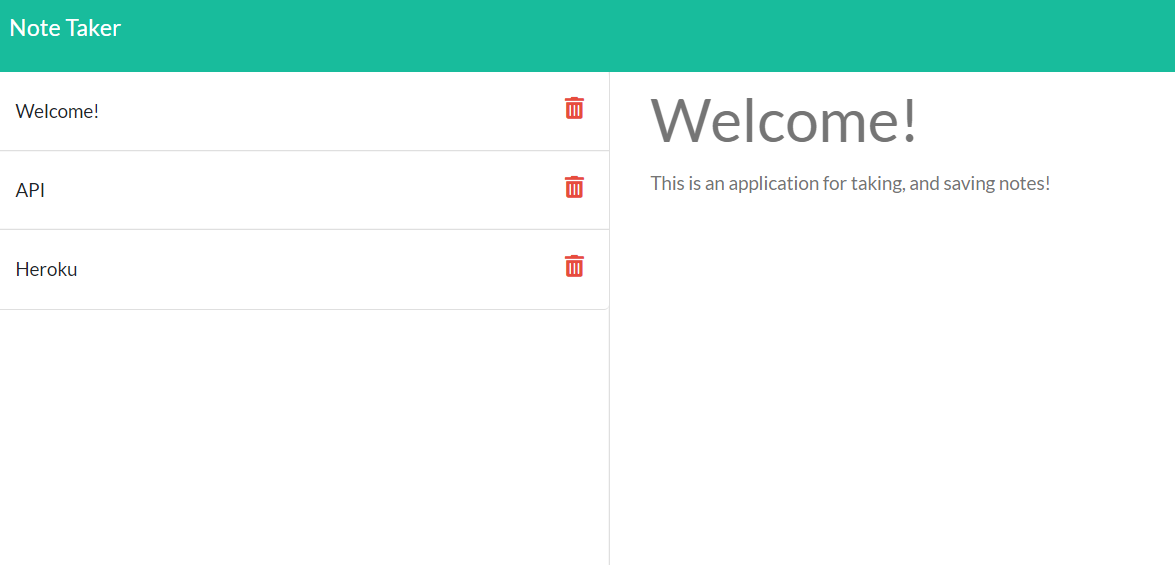 Note Taker
Welcome!
API
Heroku
Welcome!
This is an application for taking, and saving notes!